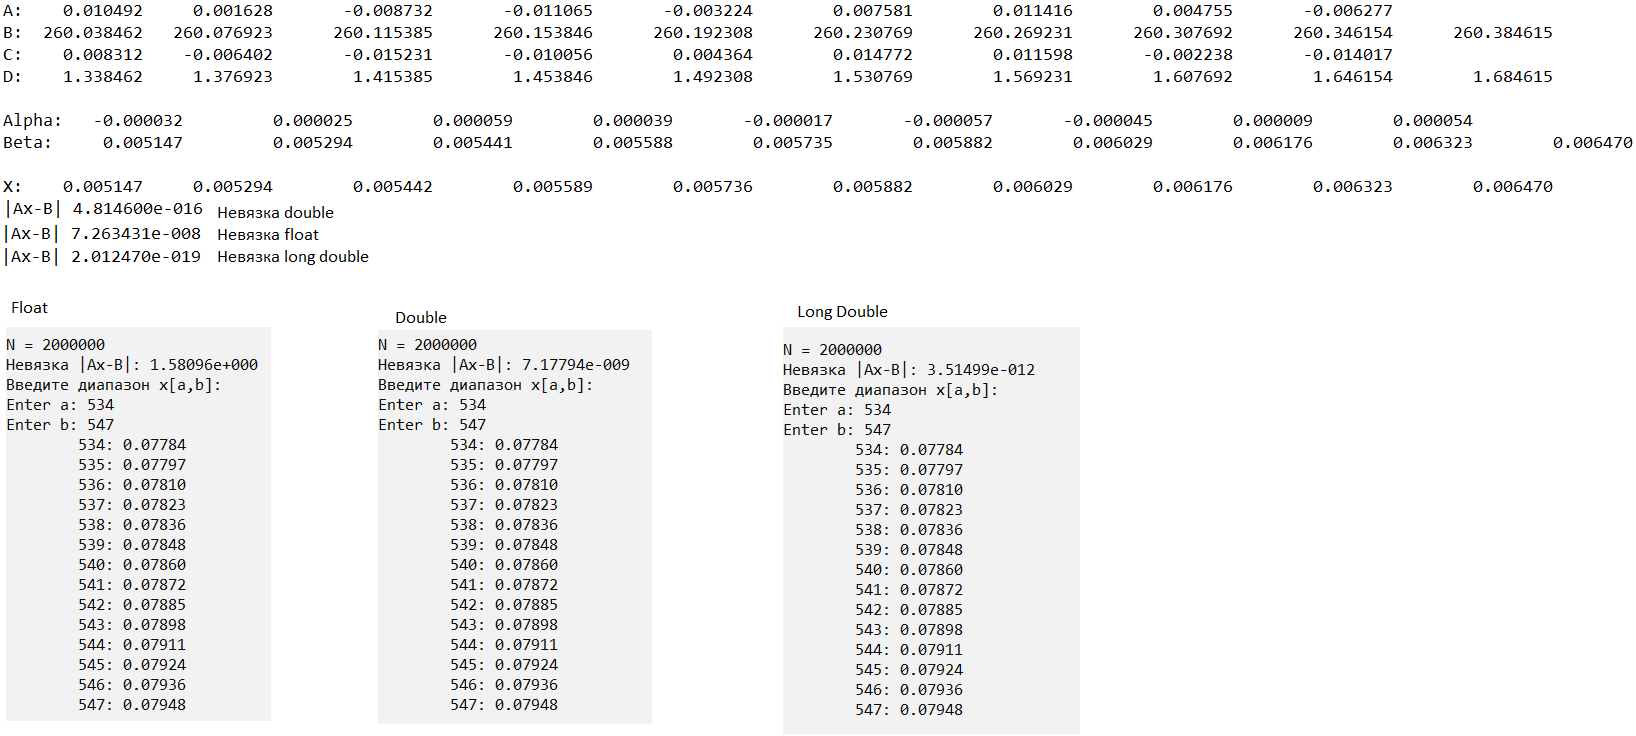 A: 0.010492 0.001628 -0.008732 -0.011065 -0.003224 0.007581 0.011416 0.004755 -0.006277
B: 260.038462 260.076923 260.115385 260.153846 260.192308 260.230769 260.269231 260.307692 260.346154 260.384615
C: 0.008312 -0.006402 -0.015231 -0.010056 0.004364 0.014772 0.011598 -0.002238 -0.014017
D: 1.338462 1.376923 1.415385 1.453846 1.492308 1.530769 1.569231 1.607692 1.646154 1.684615
Alpha: -0.000032 0.000025 0.000059 0.000039 -0.000017 -0.000057 -0.000045 0.000009 0.000054
Beta: 0.005147 0.005294 0.005441 0.005588 0.005735 0.005882 0.006029 0.006176 0.006323 0.006470
X: 0.005147 0.005294 0.005442 0.005589 0.005736 0.005882 0.006029 0.006176 0.006323 0.006470
|Ax-B| 4.814600e-016 Невязка double
|Ax-B| 7.263431e-008 Невязка float
|Ax-B| 2.012470e-019 Невязка long double
Float
N = 2000000
Невязка |Ax-B|: 1.58096e+000
Введите диапазон x[a,b]:
Enter a: 534
Enter b: 547
534: 0.07784
535: 0.07797
536: 0.07810
537: 0.07823
538: 0.07836
539: 0.07848
540: 0.07860
541: 0.07872
542: 0.07885
543: 0.07898
544: 0.07911
545: 0.07924
546: 0.07936
547: 0.07948
Double
N = 2000000
Невязка |Ax-B|: 7.17794e-009
Введите диапазон x[a,b]:
Enter a: 534
Enter b: 547
534: 0.07784
535: 0.07797
536: 0.07810
537: 0.07823
538: 0.07836
539: 0.07848
540: 0.07860
541: 0.07872
542: 0.07885
543: 0.07898
544: 0.07911
545: 0.07924
546: 0.07936
547: 0.07948
Long Double
N = 2000000
Невязка |Ax-B|: 3.51499e-012
Введите диапазон x[a,b]:
Enter a: 534
Enter b: 547
534: 0.07784
535: 0.07797
536: 0.07810
537: 0.07823
538: 0.07836
539: 0.07848
540: 0.07860
541: 0.07872
542: 0.07885
543: 0.07898
544: 0.07911
545: 0.07924
546: 0.07936
547: 0.07948